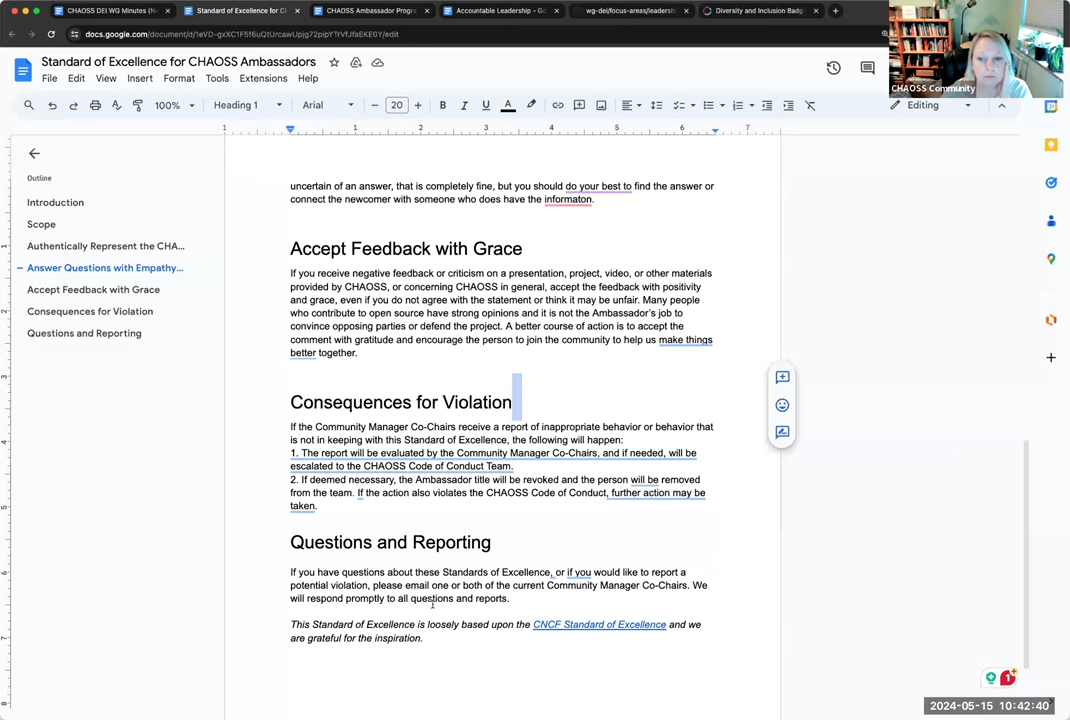 CHAOSS DEI WG Minutes (Ne
Standard of Excellence for C
CHAOSS Ambassador Progra
Accountable Leadership - Go
wg-dei/focus-areas/leadersh
Diversity and Inclusion Badg
docs.google.com/document/d/1eVD-gxXC1F5f6uQtUrcawUpjg72pipYTrVfJfaEKE0Y/edit
Standard of Excellence for CHAOSS Ambassadors
File Edit View Insert Format Tools Extensions Help
100% Heading 1 Arial 20 B I U A Editing
CHAOSS Community
1 1 2 3 4 5 6 7
Outline
Introduction
Scope
Authentically Represent the CHA...
Answer Questions with Empathy...
Accept Feedback with Grace
Consequences for Violation
Questions and Reporting
uncertain of an answer, that is completely fine, but you should do your best to find the answer or
connect the newcomer with someone who does have the informaton.
Accept Feedback with Grace
If you receive negative feedback or criticism on a presentation, project, video, or other materials
provided by CHAOSS, or concerning CHAOSS in general, accept the feedback with positivity
and grace, even if you do not agree with the statement or think it may be unfair. Many people
who contribute to open source have strong opinions and it is not the Ambassador's job to
convince opposing parties or defend the project. A better course of action is to accept the
comment with gratitude and encourage the person to join the community to help us make things
better together.
Consequences for Violation
If the Community Manager Co-Chairs receive a report of inappropriate behavior or behavior that
is not in keeping with this Standard of Excellence, the following will happen:
1. The report will be evaluated by the Community Manager Co-Chairs, and if needed, will be
escalated to the CHAOSS Code of Conduct Team.
2. If deemed necessary, the Ambassador title will be revoked and the person will be removed
from the team. If the action also violates the CHAOSS Code of Conduct, further action may be
taken.
Questions and Reporting
If you have questions about these Standards of Excellence, or if you would like to report a
potential violation, please email one or both of the current Community Manager Co-Chairs. We
will respond promptly to all questions and reports.
This Standard of Excellence is loosely based upon the CNCF Standard of Excellence and we
are grateful for the inspiration.
1
2024-05-15 10:42:40